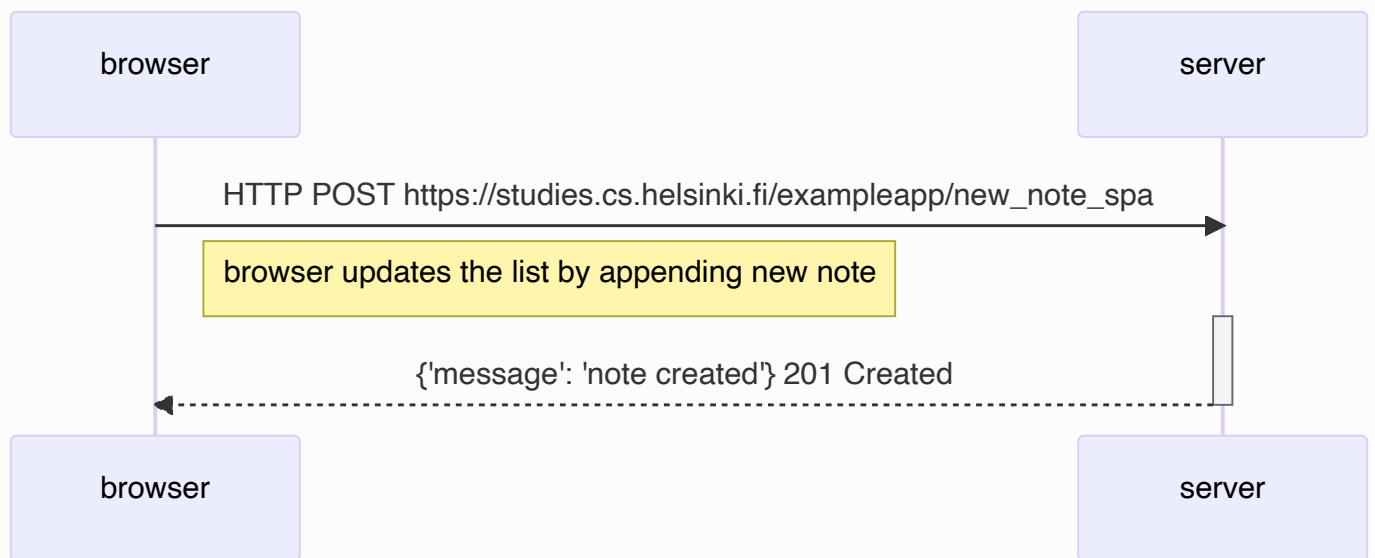 browser
server
HTTP POST https://studies.cs.helsinki.fi/exampleapp/new_note_spa
browser updates the list by appending new note
{'message': 'note created'} 201 Created
browser
server